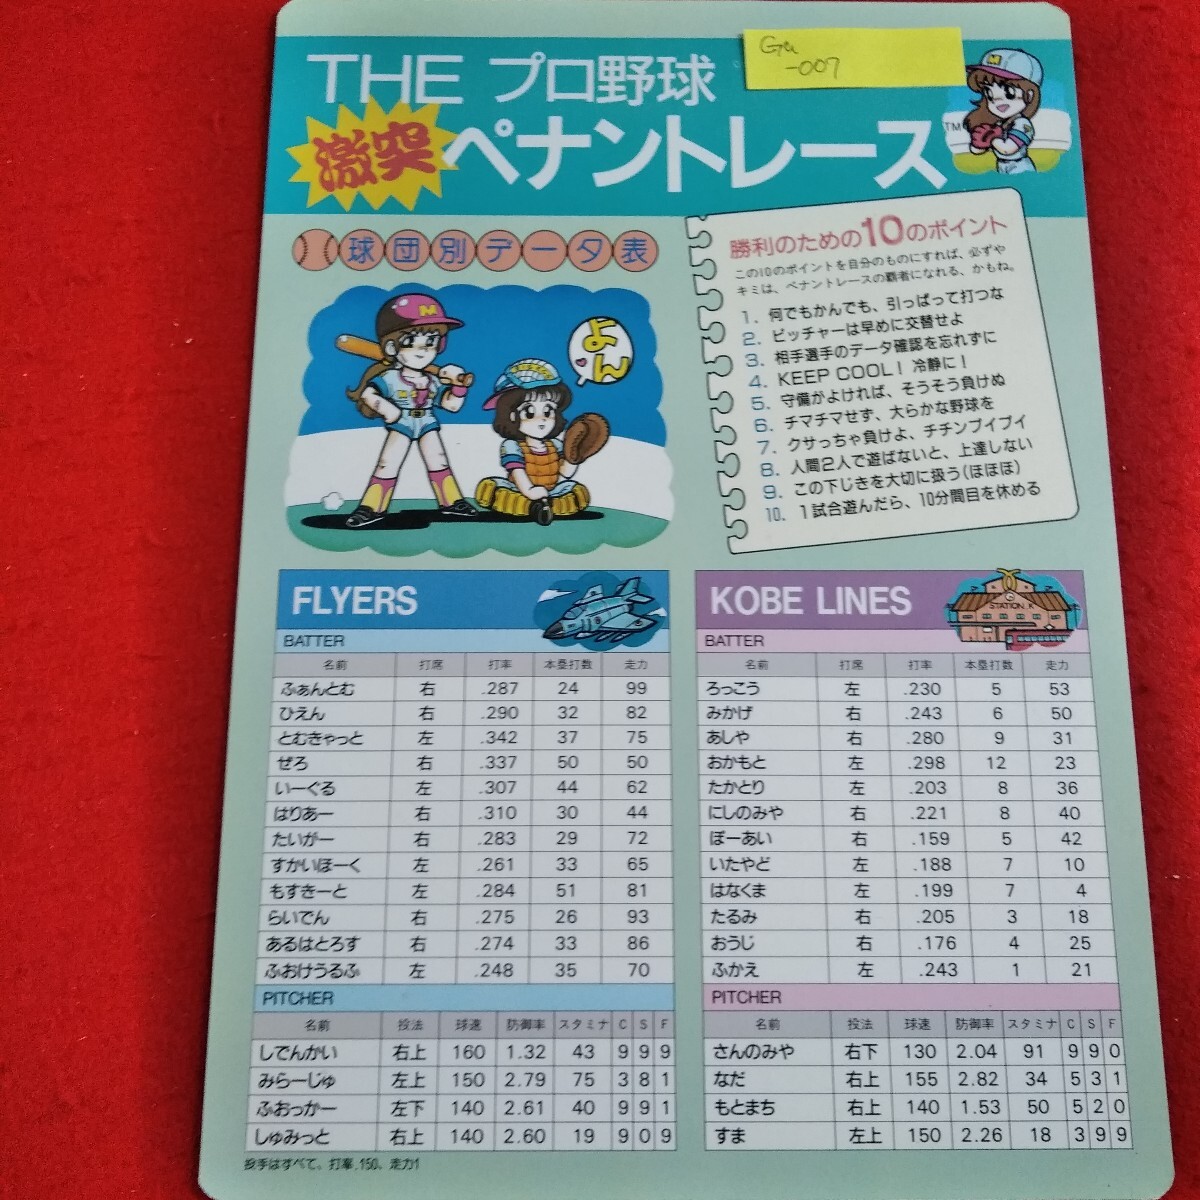 Gu
-007
THE プロ野球
激突ペナントレース
TM
球団別データ表
よん
勝利のための10のポイント
この10のポイントを自分のものにすれば、必ずや
キミは、ペナントレースの覇者になれる、かもね。
1. 何でもかんでも、引っぱって打つな
2. ピッチャーは早めに交替せよ
3. 相手選手のデータ確認を忘れずに
4. KEEP COOL! 冷静に!
5. 守備がよければ、そうそう負けぬ
6. チマチマせず、大らかな野球を
7. クサっちゃ負けよ、チチンプイプイ
8. 人間2人で遊ばないと、上達しない
9. この下じきを大切に扱う(ほほほ)
10. 1試合遊んだら、10分間目を休める
FLYERS
BATTER
名前 打席 打率 本塁打数 走力
ふぁんとむ 右 .287 24 99
ひえん 右 .290 32 82
とむきゃっと 左 .342 37 75
ぜろ 右 .337 50 50
いーぐる 左 .307 44 62
はりあー 右 .310 30 44
たいがー 右 .283 29 72
すかいほーく 左 .261 33 65
もすきーと 左 .284 51 81
らいでん 右 .275 26 93
あるばとろす 右 .274 33 86
ふおけうるふ 左 .248 35 70
PITCHER
名前 投法 球速 防御率 スタミナ C S F
しでんかい 右上 160 1.32 43 9 9 9
みらーじゅ 左上 150 2.79 75 3 8 1
ふおっかー 左下 140 2.61 40 9 9 1
しゅみっと 右上 140 2.60 19 9 0 9
投手はすべて、打率.150、走力1
KOBE LINES
STATION K
BATTER
名前 打席 打率 本塁打数 走力
ろっこう 左 .230 5 53
みかげ 右 .243 6 50
あしや 右 .280 9 31
おかもと 左 .298 12 23
たかとり 左 .203 8 36
にしのみや 右 .221 8 40
ぽーあい 右 .159 5 42
いたやど 左 .188 7 10
はなくま 左 .199 7 4
たるみ 右 .205 3 18
おうじ 右 .176 4 25
ふかえ 左 .243 1 21
PITCHER
名前 投法 球速 防御率 スタミナ C S F
さんのみや 右下 130 2.04 91 9 9 0
なだ 右上 155 2.82 34 5 3 1
もとまち 右上 140 1.53 50 5 2 0
すま 左上 150 2.26 18 3 9 9